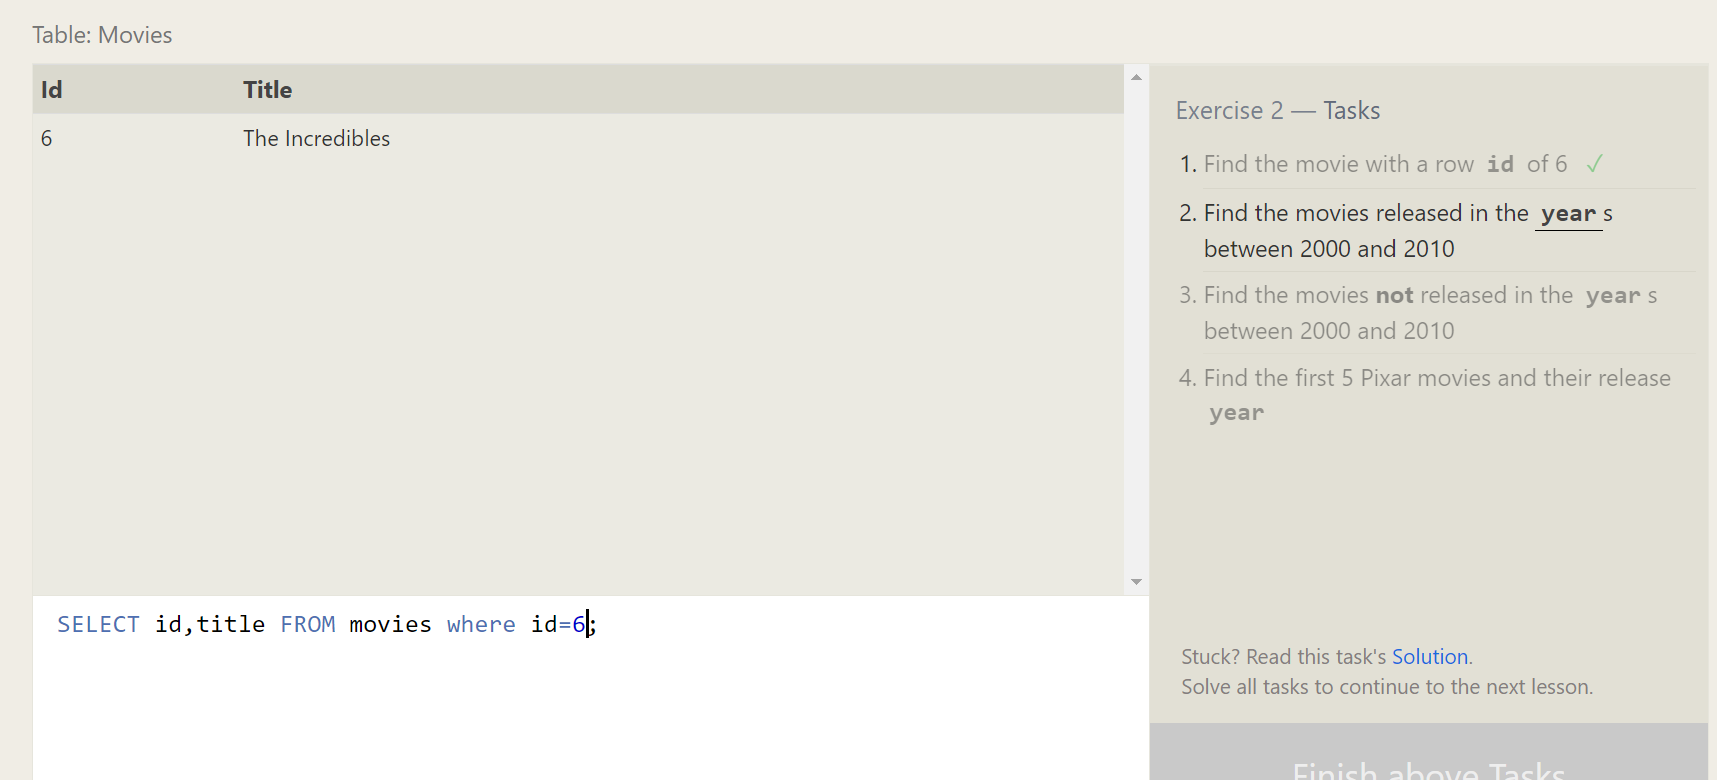 Table: Movies
Id Title
6 The Incredibles
SELECT id,title FROM movies where id=6;
Exercise 2 — Tasks
1. Find the movie with a row id of 6 ✓
2. Find the movies released in the year s
between 2000 and 2010
3. Find the movies not released in the year s
between 2000 and 2010
4. Find the first 5 Pixar movies and their release
year
Stuck? Read this task's Solution.
Solve all tasks to continue to the next lesson.
Finish above Tasks